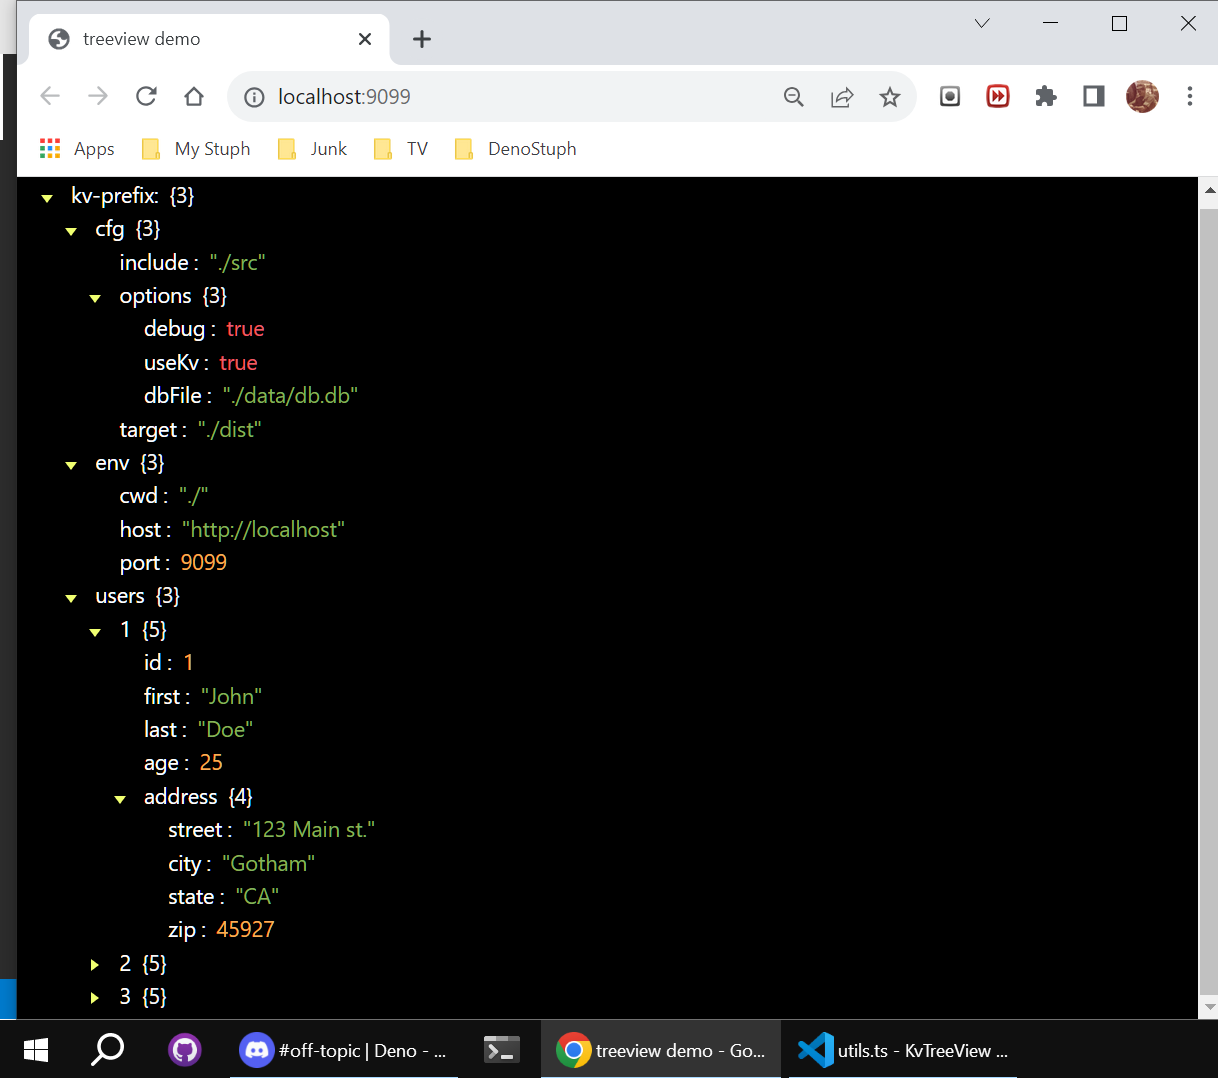 treeview demo
localhost:9099
Apps My Stuph Junk TV DenoStuph
kv-prefix: {3}
cfg {3}
include : "./src"
options {3}
debug : true
useKv : true
dbFile : "./data/db.db"
target : "./dist"
env {3}
cwd : "./"
host : "http://localhost"
port : 9099
users {3}
1 {5}
id : 1
first : "John"
last : "Doe"
age : 25
address {4}
street : "123 Main st."
city : "Gotham"
state : "CA"
zip : 45927
2 {5}
3 {5}
#off-topic | Deno - ... treeview demo - Go... utils.ts - KvTreeView ...